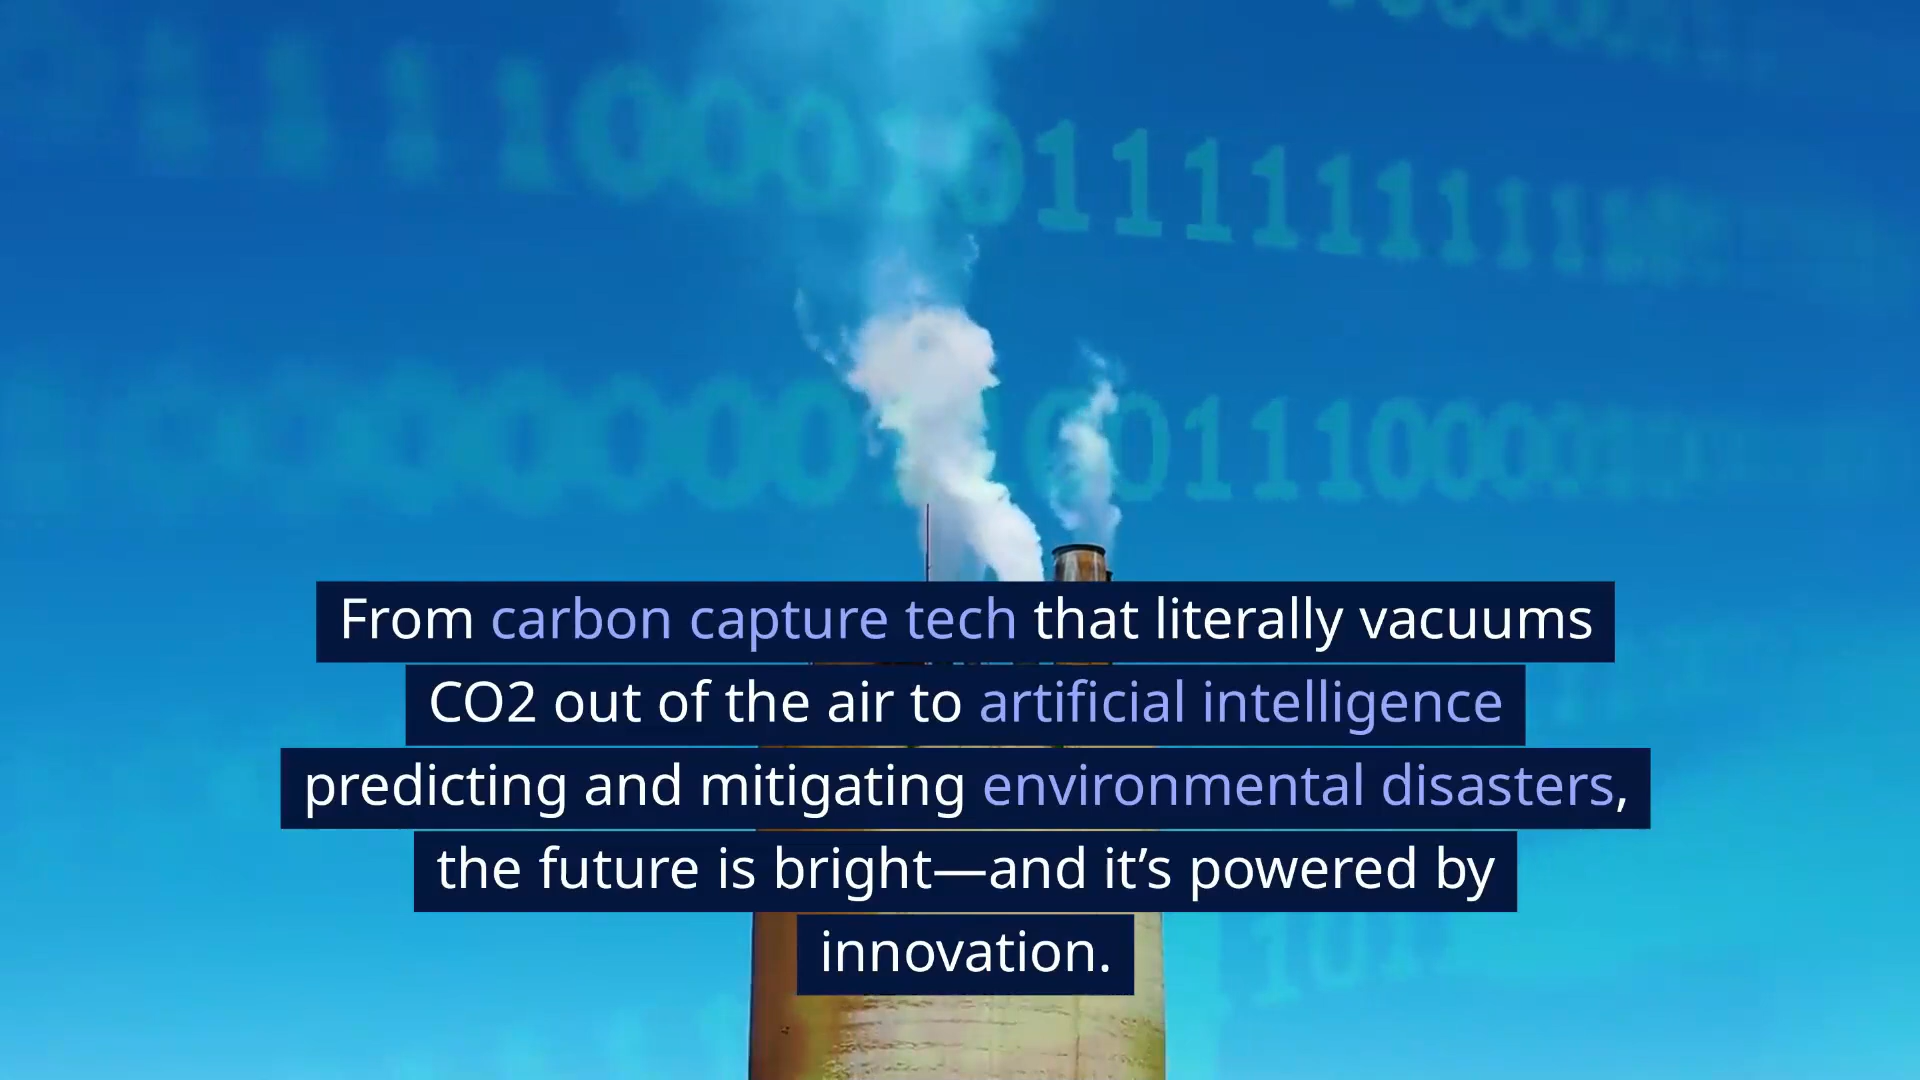 From carbon capture tech that literally vacuums
CO2 out of the air to artificial intelligence
predicting and mitigating environmental disasters,
the future is bright—and it’s powered by
innovation.